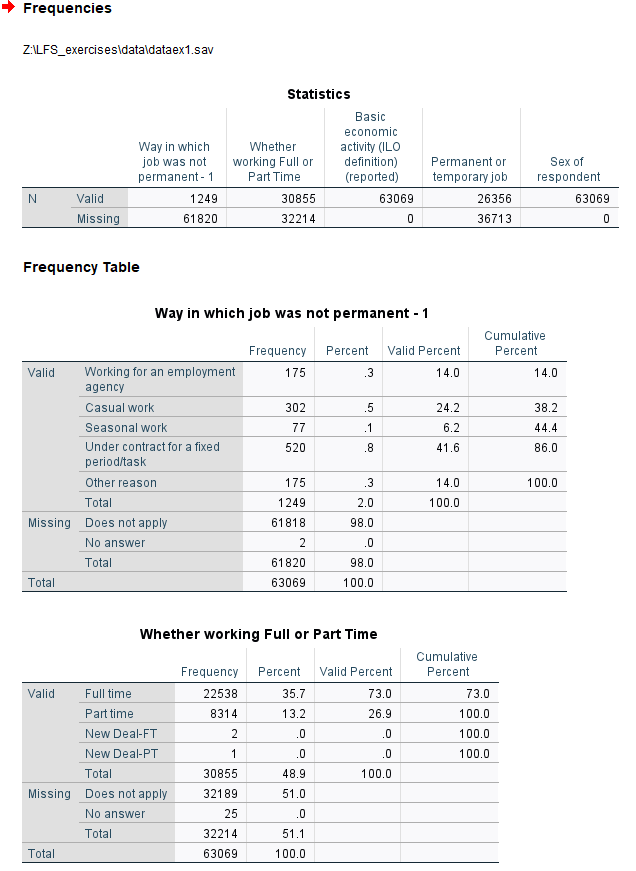 Frequencies
Z:\LFS_exercises\data\dataex1.sav
Statistics
Way in which job was not permanent - 1 Whether working Full or Part Time Basic economic activity (ILO definition) (reported) Permanent or temporary job Sex of respondent
N Valid 1249 30855 63069 26356 63069
Missing 61820 32214 0 36713 0
Frequency Table
Way in which job was not permanent - 1
Frequency Percent Valid Percent Cumulative Percent
Valid Working for an employment agency 175 .3 14.0 14.0
Casual work 302 .5 24.2 38.2
Seasonal work 77 .1 6.2 44.4
Under contract for a fixed period/task 520 .8 41.6 86.0
Other reason 175 .3 14.0 100.0
Total 1249 2.0 100.0
Missing Does not apply 61818 98.0
No answer 2 .0
Total 61820 98.0
Total 63069 100.0
Whether working Full or Part Time
Frequency Percent Valid Percent Cumulative Percent
Valid Full time 22538 35.7 73.0 73.0
Part time 8314 13.2 26.9 100.0
New Deal-FT 2 .0 .0 100.0
New Deal-PT 1 .0 .0 100.0
Total 30855 48.9 100.0
Missing Does not apply 32189 51.0
No answer 25 .0
Total 32214 51.1
Total 63069 100.0